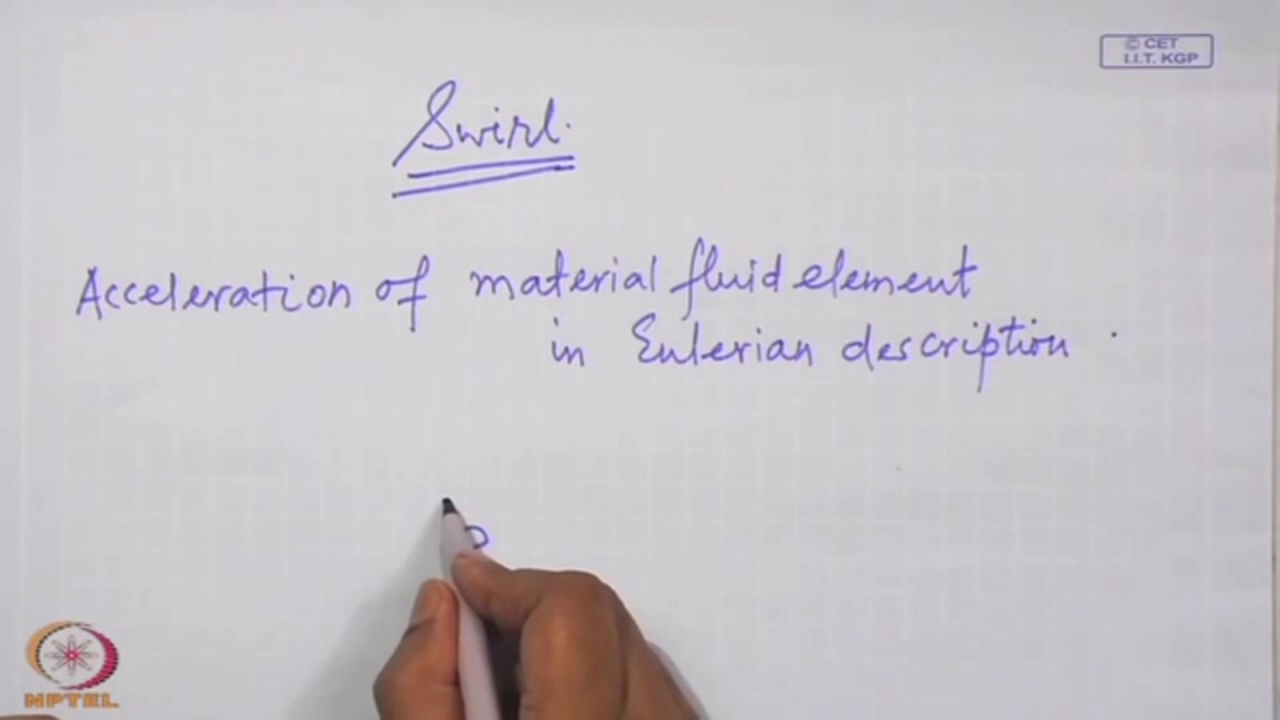 © CET
I.I.T. KGP
Swirl.
Acceleration of material fluid element
in Eulerian description.
NPTEL